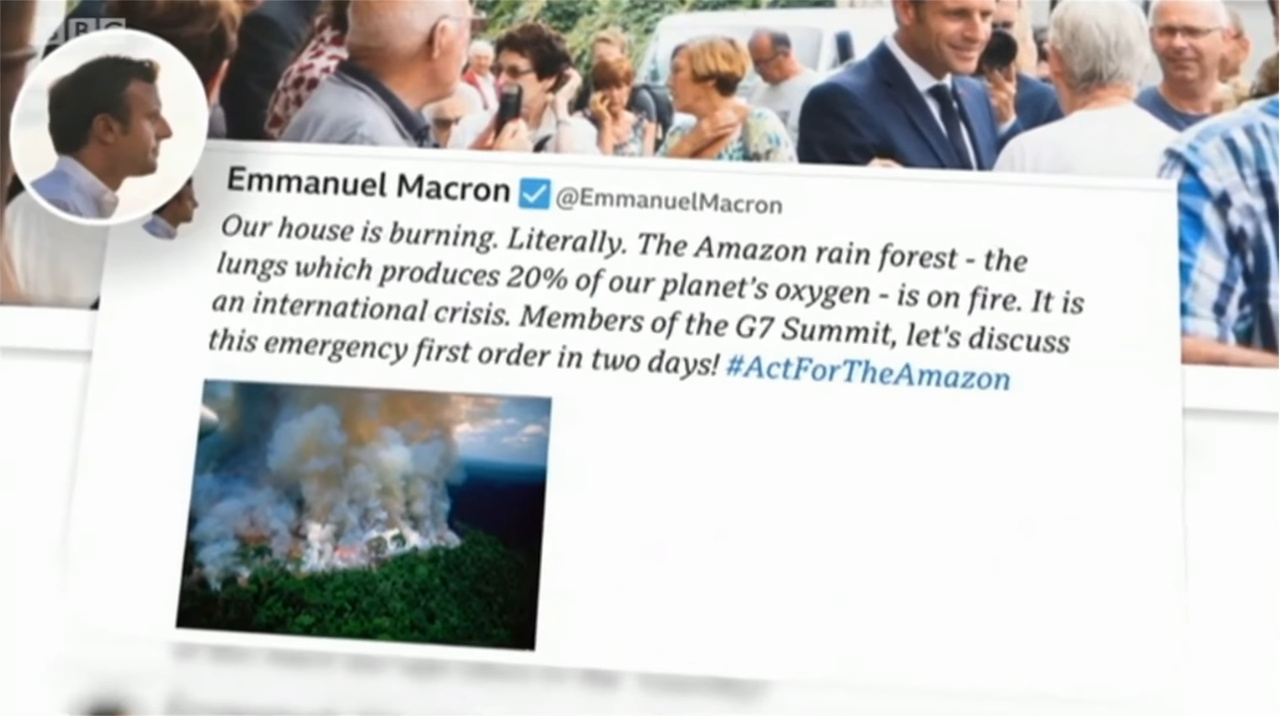 BBC
Emmanuel Macron @EmmanuelMacron
Our house is burning. Literally. The Amazon rain forest - the
lungs which produces 20% of our planet's oxygen - is on fire. It is
an international crisis. Members of the G7 Summit, let's discuss
this emergency first order in two days! #ActForTheAmazon